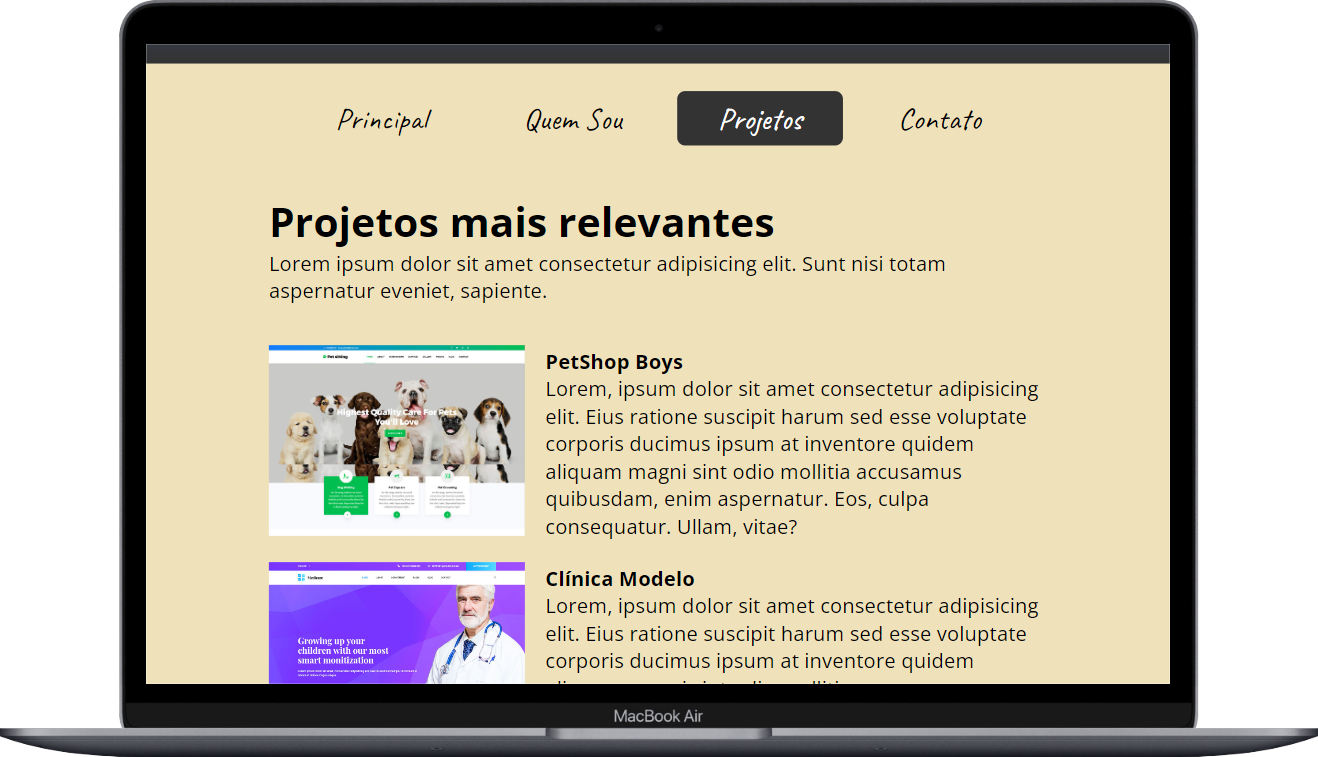 Principal
Quem Sou
Projetos
Contato
Projetos mais relevantes
Lorem ipsum dolor sit amet consectetur adipisicing elit. Sunt nisi totam
aspernatur eveniet, sapiente.
Pet sitting
Highest Quality Care For Pets
You'll Love
PetShop Boys
Lorem, ipsum dolor sit amet consectetur adipisicing
elit. Eius ratione suscipit harum sed esse voluptate
corporis ducimus ipsum at inventore quidem
aliquam magni sint odio mollitia accusamus
quibusdam, enim aspernatur. Eos, culpa
consequatur. Ullam, vitae?
Growing up your
children with our most
smart monitization
Clínica Modelo
Lorem, ipsum dolor sit amet consectetur adipisicing
elit. Eius ratione suscipit harum sed esse voluptate
corporis ducimus ipsum at inventore quidem
MacBook Air